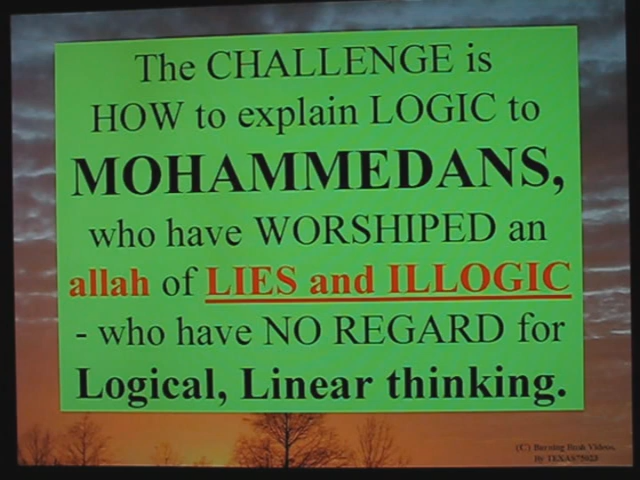 The CHALLENGE is
HOW to explain LOGIC to
MOHAMMEDANS,
who have WORSHIPED an
allah of LIES and ILLOGIC
- who have NO REGARD for
Logical, Linear thinking.
(C) Burning Bush Videos,
By TEXAS75023